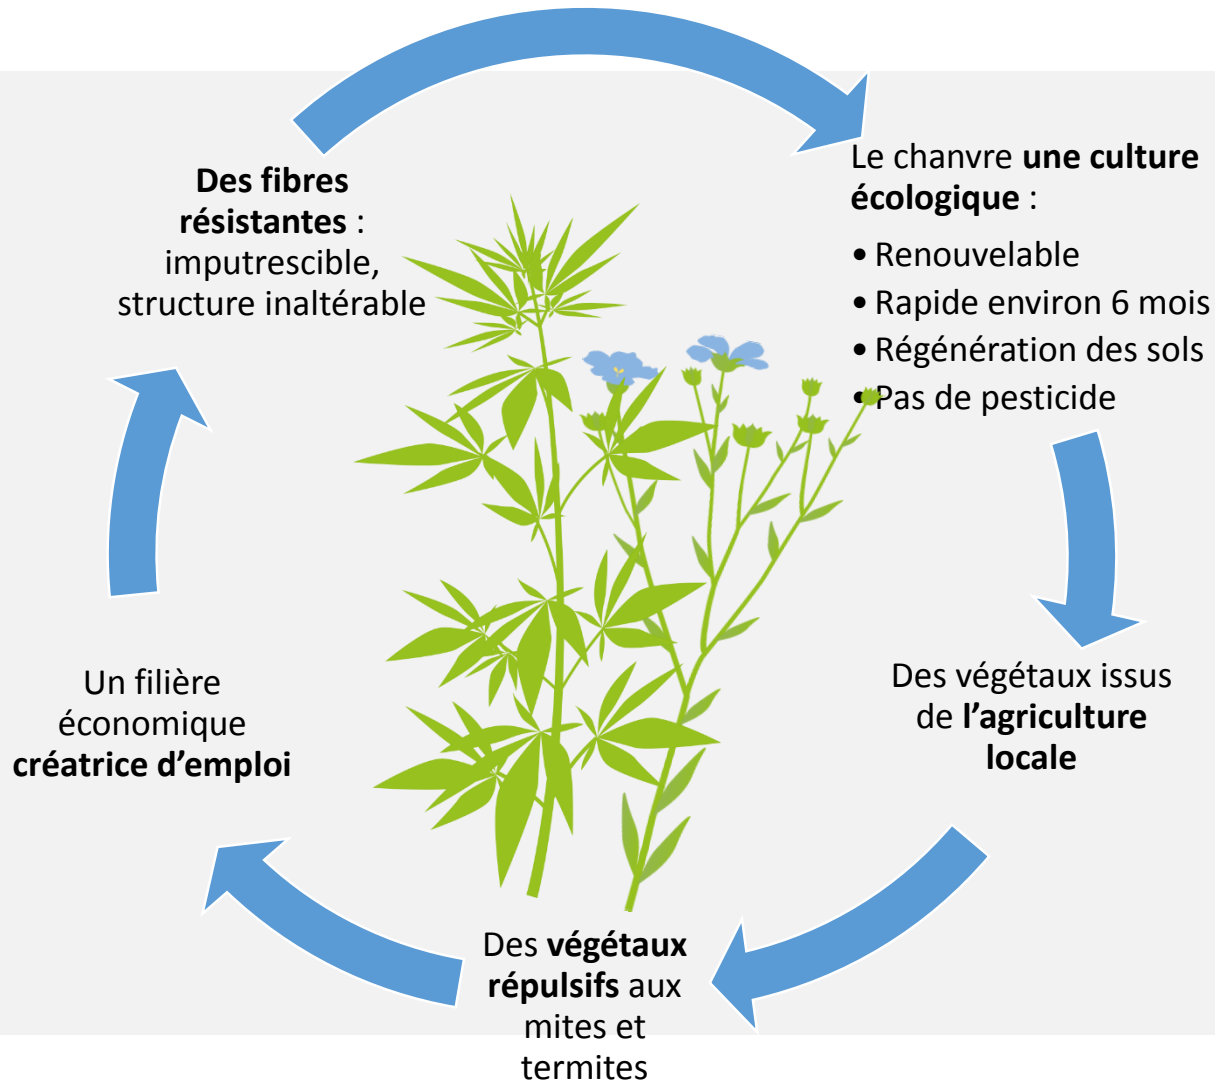 Des fibres
résistantes :
imputrescible,
structure inaltérable
Le chanvre une culture
écologique :
• Renouvelable
• Rapide environ 6 mois
• Régénération des sols
• Pas de pesticide
Des végétaux issus
de l’agriculture
locale
Des végétaux
répulsifs aux
mites et
termites
Un filière
économique
créatrice d’emploi